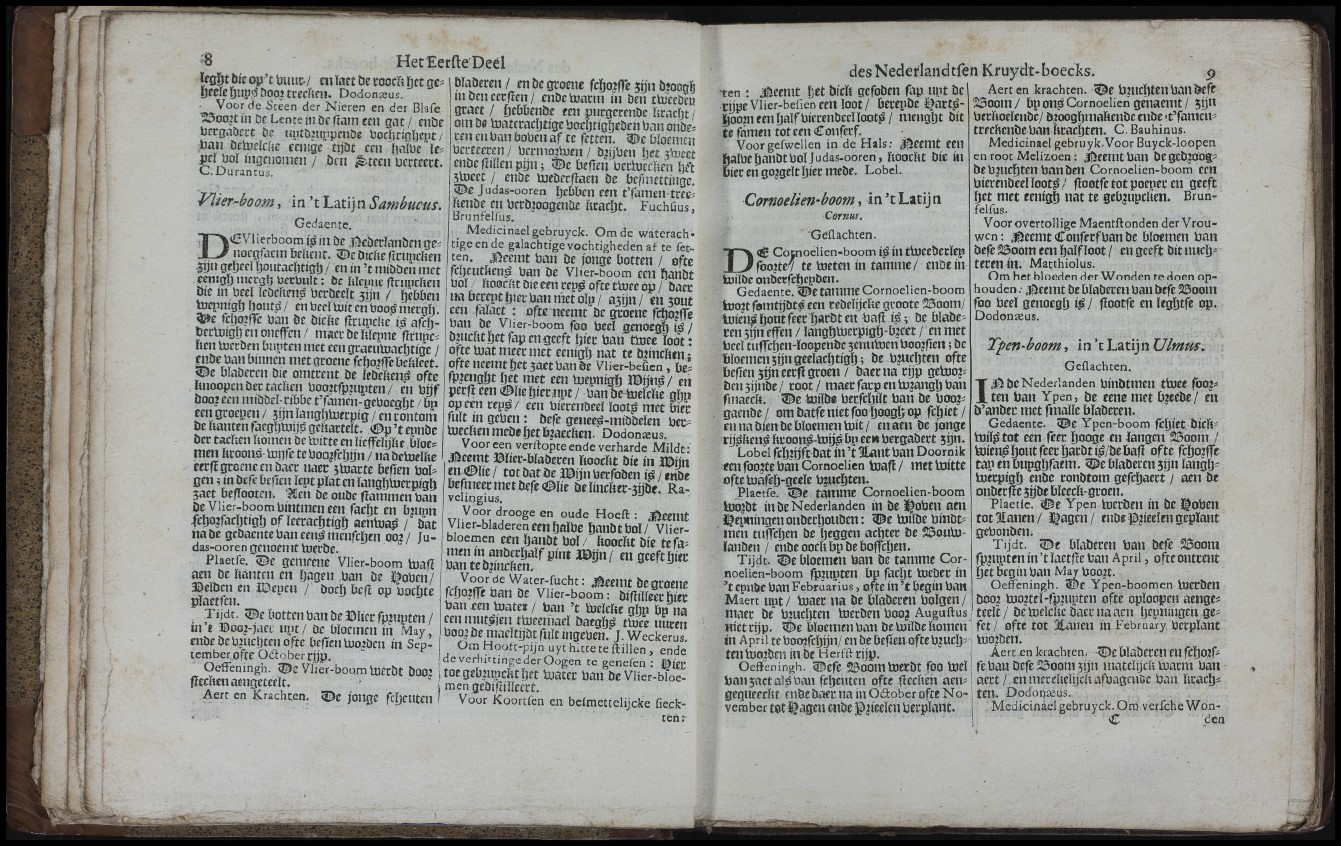 8 Het Eerste Deel
leght die op 't vuur / en laet de roock het ge-
heele huys door trecken. Dodonæus.
Voor de Steen der Nieren en der Blase
Boort in de Lente in de stam een gat / ende
vergadert de uytdruypende vochtigheyt /
van dewelcke eenige tijdt een halve le-
pel vol ingenomen / den Steen verteert.
C. Durantus.
Vlier-boom, in 't Latijn Sambucus.
Gedaente.
DE Vlierboom is in de Nederlanden ge-
noegsaem bekent. De dicke struycken
zijn geheel houtachtigh / en in 't midden met
eenigh mergh vervult: de kleyne struycken
die in veel ledekens verdeelt zijn / hebben
weynigh houts / en veel wit en voos mergh.
De schorsse van de dicke struycke is asch-
verwigh en oneffen / maer de kleyne struyc-
ken werden buyten met een graeuwachtige /
ende van binnen met groene schorsse bekleet.
De bladeren die omtrent de ledekens ofte
knoopen der tacken voortspruyten / en vijf
door een middel-ribbe t'samen-gevoeght / by
een groeyen / zijn langhwerpig / en rontom
de kanten saeghwijs gekartelt. Op 't eynde
der tacken komen de witte en lieffelijke bloe-
men kroons-wijse te voorschijn / na dewelke
eerst groene en daer naer zwarte besien vol-
gen; in dese besien leyt plat en langhwerpigh
zaet beslooten. Aen de oude stammen van
de Vlier-boom vintmen een sacht en bruyn
schorsachtigh of leerachtigh aenwas / dat
na de gedaente van eens menschen oor / Ju-
das-ooren genoemt werde.
Plaetse. De gemeene Vlier-boom wast
aen de kanten en hagen van de Hoven /
Velden en Wegen / doch best op vochte
plaetsen.
Tijdt. De botten van de Vlier spruyten /
in 't Voor-jaer uyt / de bloemen in May,
ende de vruchten ofte besien worden in Sep-
tember ofte October rijp.
Oeffeningh. De Vlier-boom werdt door
stecken aengeteelt.
Aert en Krachten. De jonge scheuten
bladeren / en de groene schorsse zijn droogh
in den eersten / ende warm in den tweeden
graet / hebbende een purgerende kracht /
om de waterachtige vochtigheden van onde-
ren en van boven af te setten. De bloemen
verteeren / vermorwen / drijven het zweet
ende stillen pijn; De besien verwecken het
zweet / ende wederstaen de besmettinge.
De Judas-ooren hebben een t'samen-trec-
kende en verdroogende kracht. Fuchsius,
Brunfelsus.
Medicinael gebruyck. Om de waterach-
tige en de galachtige vochtigheden af te set-
ten. Neemt van de jonge botten / ofte
scheutkens van de Vlier-boom een handt
vol / koockt die een reys ofte twee op / daer
na bereyt hier van met oly / azijn / en zout
een salaet: ofte neemt de groene schorsse
van de Vlier-boom soo veel genoegh is /
druckt het sap en geeft hier van twee loot:
ofte wat meer met eenigh nat te drincken;
ofte neemt het zaet van de Vlier-besien, be-
sprenght het met een weynigh Wijns / en
perst een Olie hier uyt / van de welcke ghy
op een reys / een vierendeel loots met bier
sult in geven: dese genees-middelen ver-
wecken mede het braecken. Dodonæus.
Voor een verstopte ende verharde Milde:
Neemt Vlier-bladeren koockt die in Wijn
en Olie / tot dat de Wijn versoden is / ende
besmeer met dese Olie de lincker-zijde. Ra-
velingius.
Voor drooge en oude Hoest: Neemt
Vlier-bladeren een halve handt vol / Vlier-
bloemen een handt vol / koockt die te sa-
men in anderhalf pint Wijn / en geeft hier
van te drincken.
Voor de Water-sucht: Neemt de groene
schorsse van de Vlier-boom: distilleer hier
van een water / van 't welcke ghy by na
een mutsjen tweemael daeghs twee uuren
voor de maeltijdt sult ingeven. J. Weckerus.
Om Hooft-pijn uyt hitte te stillen, ende
de verhittinge der Oogen te genesen: Hier
toe gebruyckt het water van de Vlier-bloe-
men gedistilleert.
Voor Koortsen en besmettelijcke sieck-
ten:
des Nederlandtsen Kruydt-boecks. 9
ten: Neemt het dick gesoden sap uyt de
rijpe Vlier-besien een loot / bereyde Harts-
hoorn een half vierendeel loots / menght dit
te samen tot een Conserf.
Voor geswellen in de Hals: Neemt een
halve handt vol Judas-ooren, koockt die in
bier en gorgelt hier mede. Lobel.
Cornoelien-boom, in 't Latijn
Cornus.
Geslachten.
DE Cornoelien-boom is in tweederley
soorte / te weten in tamme / ende in
wilde onderscheyden.
Gedaente. De tamme Cornoelien-boom
wort somtijdts een redelijcke groote Boom /
wiens hout seer hardt en vast is; de blade-
ren zijn effen / langhwerpigh-breet / en met
veel tusschen-loopende zenuwen voorsien; de
bloemen zijn geelachtigh; de vruchten ofte
besien zijn eerst groen / daer na rijp gewor-
den zijnde / root / maer sarp en wrangh van
smaeck. De wilde verschilt van de voor-
gaende / om datse niet soo hoogh op schiet /
en na dien de bloemen wit / en aen de jonge
rijskens kroons-wijs by een vergadert zijn.
Lobel schrijft dat in 't Lant van Doornik
een soorte van Cornoelien wast / met witte
ofte wasch-geele vruchten.
Plaetse. De tamme Cornoelien-boom
wordt in de Nederlanden in de Hoven aen
Heyningen onderhouden: De wilde vindt-
men tusschen de heggen achter de Bouw-
landen / ende oock by de bosschen.
Tijdt. De bloemen van de tamme Cor-
noelien-boom spruyten by sacht weder in
't eynde van Februarius, ofte in 't begin van
Maert uyt / waer na de bladeren volgen /
maer de vruchten werden voor Augustus
niet rijp. De bloemen van de wilde komen
in April te voorschijn / en de besien ofte vruch-
ten worden in de Herfst rijp.
Oeffeningh. Dese Boom werdt soo wel
van zaet als van scheuten ofte stecken aen-
gequeeckt / ende daer na in October ofte No-
vember tot Hagen ende Prieelen verplant.
Aert en krachten. De vruchten van dese
Boom / by ons Cornoelien genaemt / zijn
verkoelende / drooghmakende ende t'samen-
treckende van krachten. C. Bauhinus.
Medicinael gebruyk. Voor Buyck-loopen
en root Melizoen: Neemt van de gedroog-
de vruchten van den Cornoelien-boom een
vierendeel loots / stootse tot poeyer en geeft
het met eenigh nat te gebruycken. Brun-
felsus.
Voor overtollige Maentstonden der Vrou-
wen: Neemt Conserf van de bloemen van
dese Boom een half loot / en geeft dit nuch-
teren in. Matthiolus.
Om het bloeden der Wonden te doen op-
houden: Neemt de bladeren van dese Boom
soo veel genoegh is / stootse en leghtse op.
Dodonæus.
Ypen-boom, in 't Latijn Ulmus.
Geslachten.
IN de Nederlanden vindtmen twee soor-
ten van Ypen, de eene met breede / en
d'ander met smalle bladeren.
Gedaente. De Ypen-boom schiet dick-
wils tot een seer hooge en langen Boom /
wiens hout seer hardt is / de bast ofte schorsse
tay en buyghsaem. De bladeren zijn langh-
werpigh ende rondtom geschaert / aen de
onderste zijde bleeck-groen.
Plaetse. De Ypen werden in de Hoven
tot Lanen / Hagen / ende Prieelen geplant
gevonden.
Tijdt. De bladeren van dese Boom
spruyten in 't laetste van April, ofte ontrent
het begin van May voort.
Oeffeningh. De Ypen-boomen werden
door wortel-spruyten ofte oploopen aenge-
teelt / de welcke daer na aen heyningen ge-
set / ofte tot Lanen in February verplant
worden.
Aert en krachten. De bladeren en schors-
se van dese Boom zijn matelijck warm van
aert / en merckelijck afvagende van krach-
ten. Dodonæus.
Medicinael gebruyck. Om versche Won-
C den